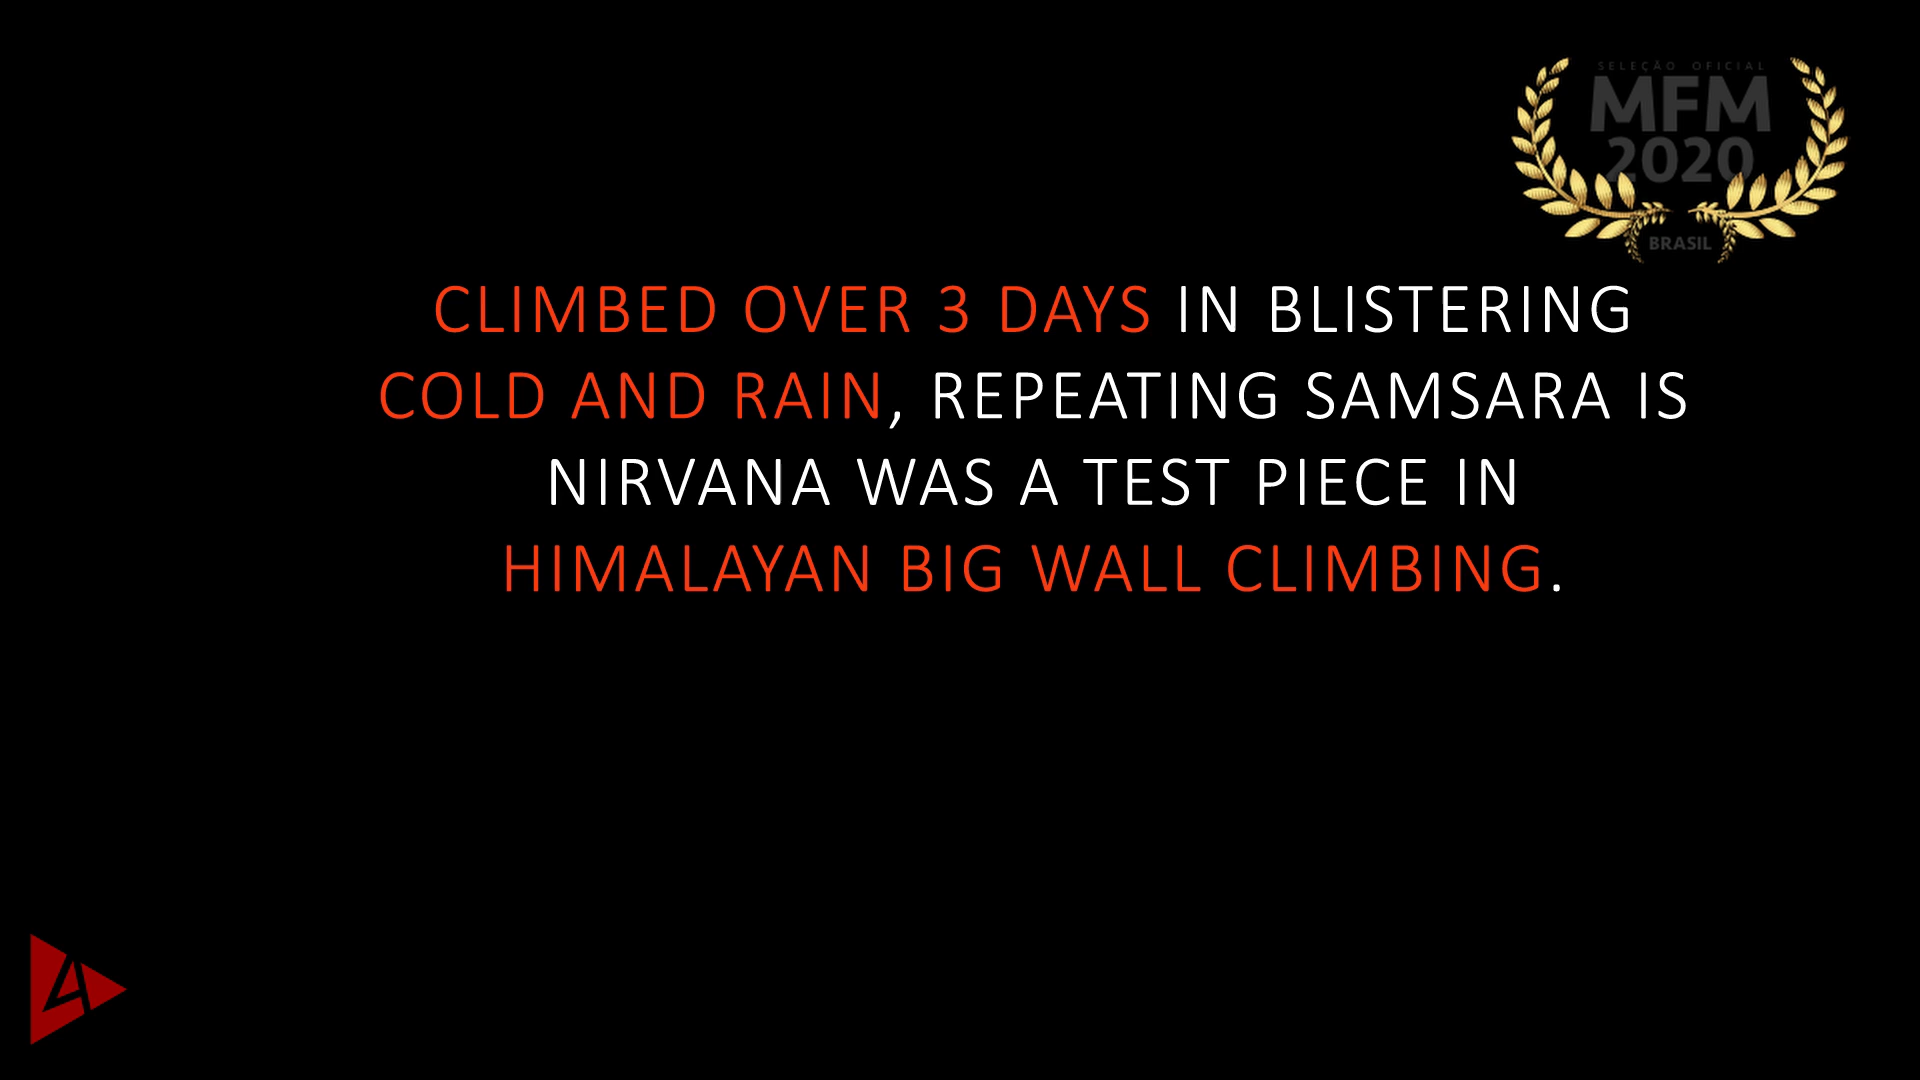 SELEÇÃO OFICIAL
MFM
2020
BRASIL
CLIMBED OVER 3 DAYS IN BLISTERING
COLD AND RAIN, REPEATING SAMSARA IS
NIRVANA WAS A TEST PIECE IN
HIMALAYAN BIG WALL CLIMBING.